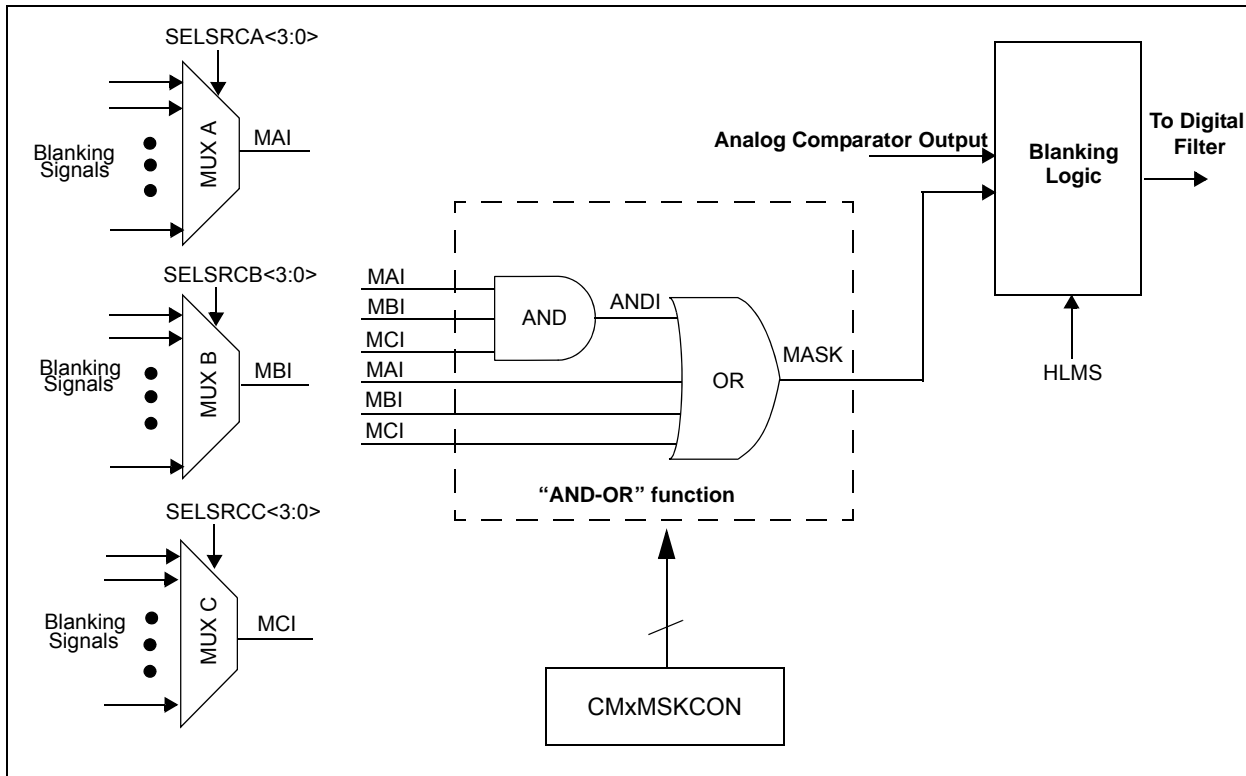 SELSRCA<3:0>
Blanking
Signals
MUX A
MAI
SELSRCB<3:0>
Blanking
Signals
MUX B
MBI
SELSRCC<3:0>
Blanking
Signals
MUX C
MCI
MAI
MBI
MCI
MAI
MBI
MCI
AND
ANDI
OR
MASK
“AND-OR” function
CMxMSKCON
Analog Comparator Output
Blanking
Logic
HLMS
To Digital
Filter